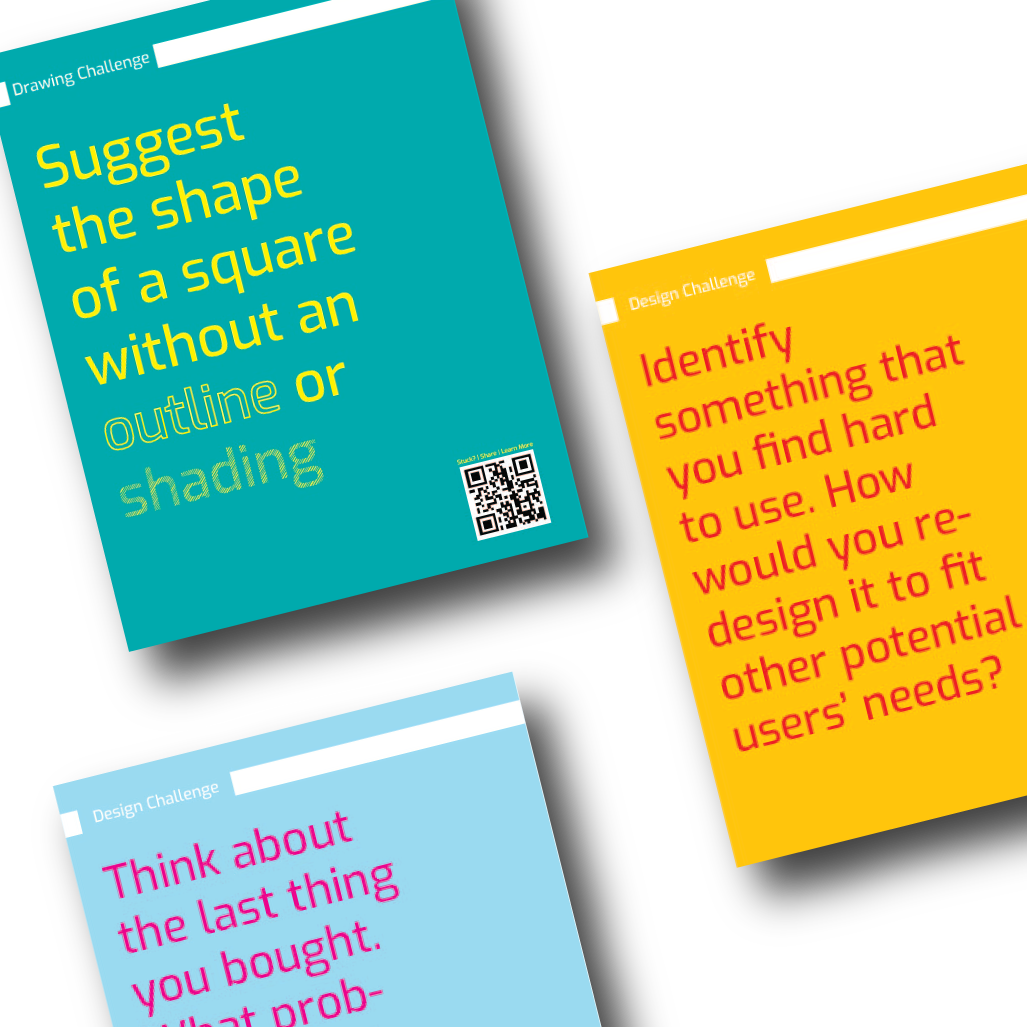 Drawing Challenge
Suggest
the shape
of a square
without an
outline or
shading
Stuck? | Share | Learn More
Design Challenge
Identify
something that
you find hard
to use. How
would you re-
design it to fit
other potential
users’ needs?
Design Challenge
Think about
the last thing
you bought.
What prob-